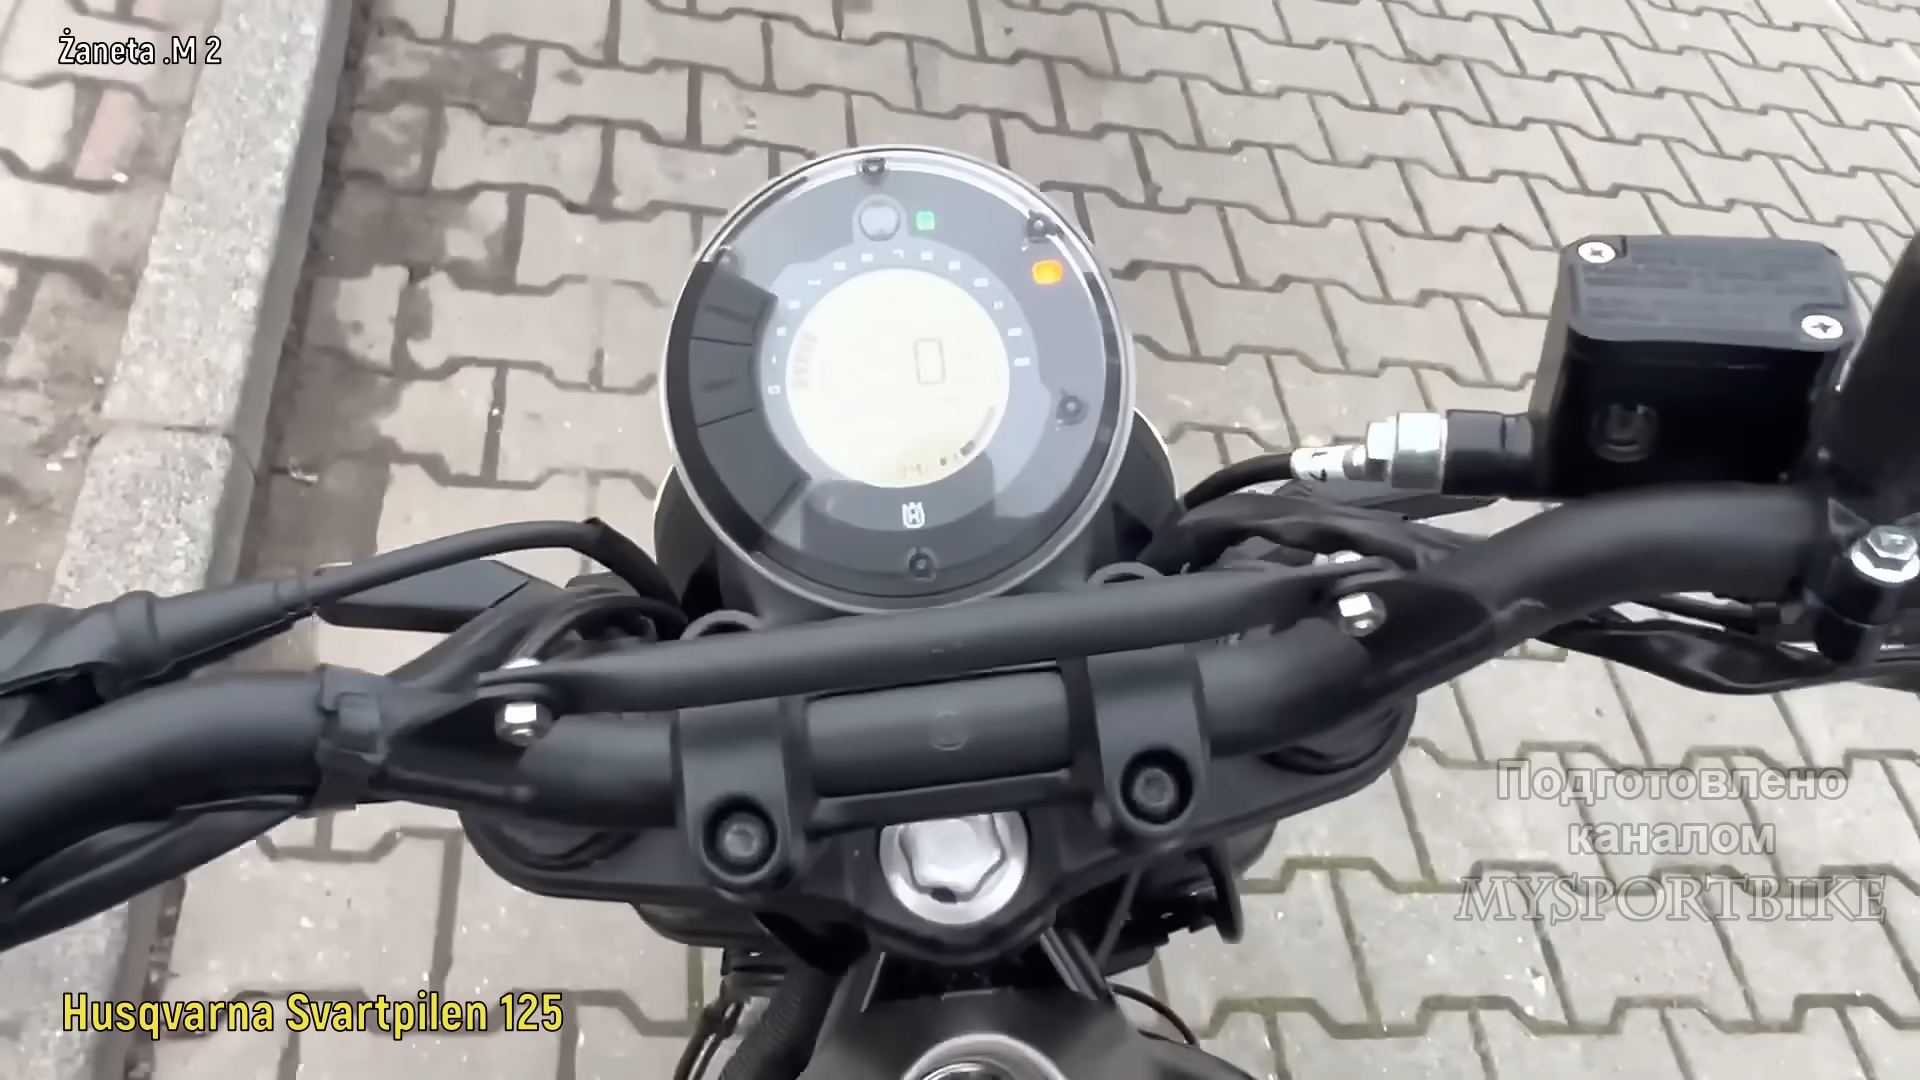 Żaneta .M 2
Подготовлено
каналом
MYSPORTBIKE
Husqvarna Svartpilen 125